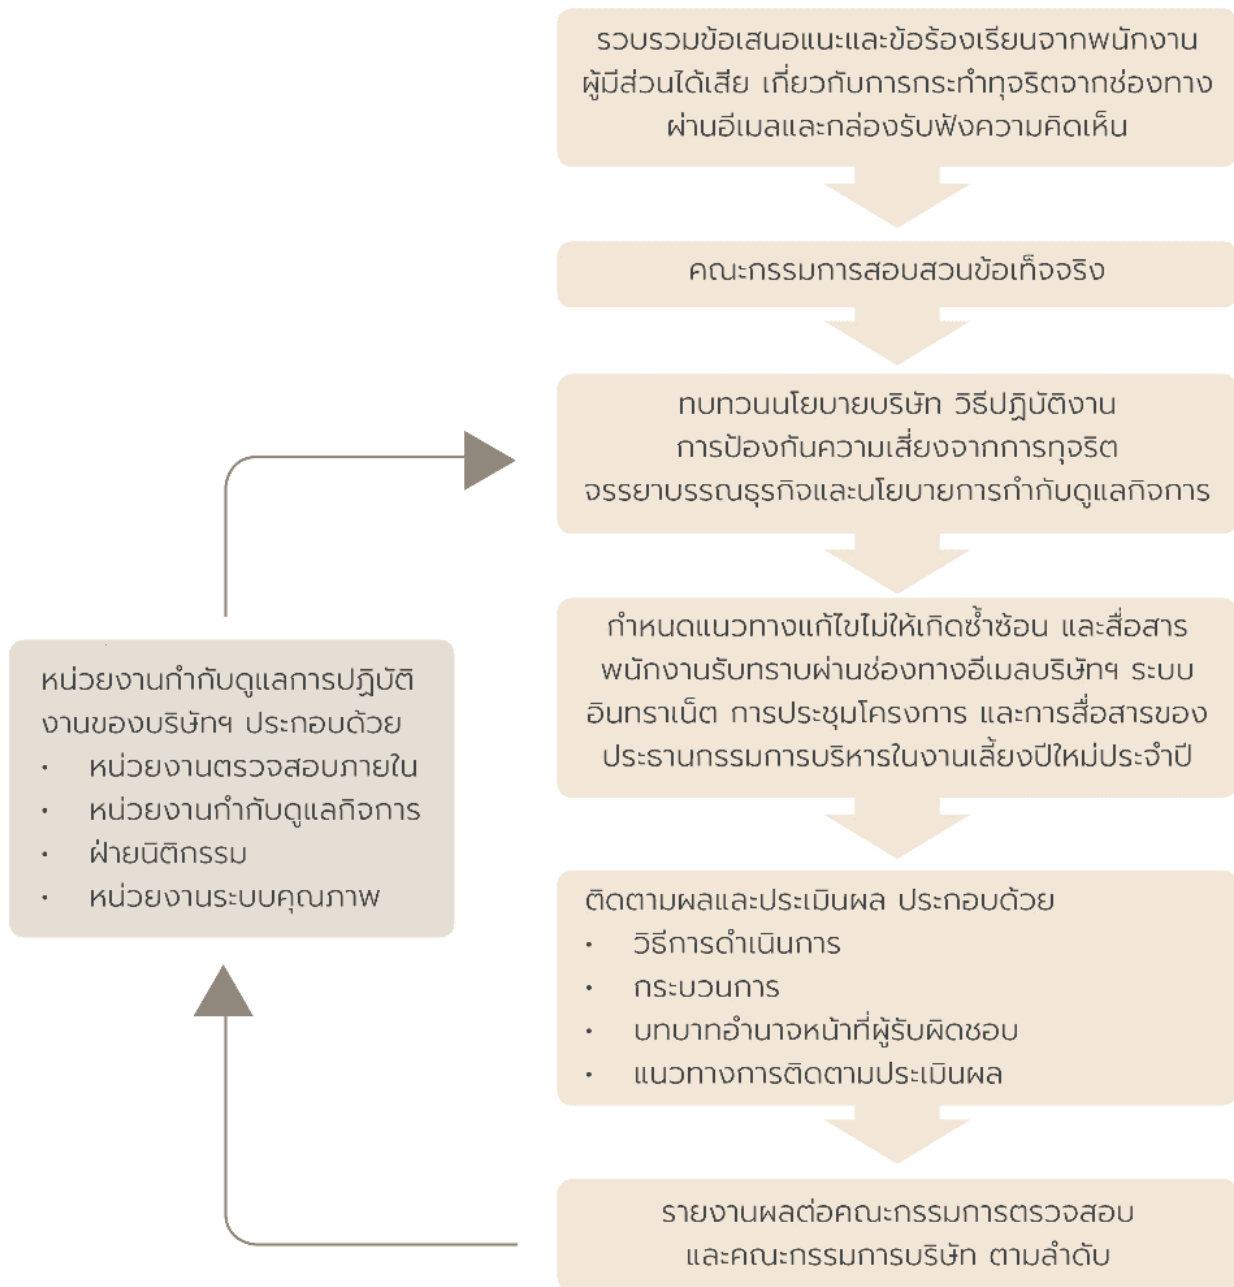 รวบรวมข้อเสนอแนะและข้อร้องเรียนจากพนักงาน
ผู้มีส่วนได้เสีย เกี่ยวกับการกระทำทุจริตจากช่องทาง
ผ่านอีเมลและกล่องรับฟังความคิดเห็น
คณะกรรมการสอบสวนข้อเท็จจริง
ทบทวนนโยบายบริษัท วิธีปฏิบัติงาน
การป้องกันความเสี่ยงจากการทุจริต
จรรยาบรรณธุรกิจและนโยบายการกำกับดูแลกิจการ
กำหนดแนวทางแก้ไขไม่ให้เกิดซ้ำซ้อน และสื่อสาร
พนักงานรับทราบผ่านช่องทางอีเมลบริษัทฯ ระบบ
อินทราเน็ต การประชุมโครงการ และการสื่อสารของ
ประธานกรรมการบริหารในงานเลี้ยงปีใหม่ประจำปี
ติดตามผลและประเมินผล ประกอบด้วย
• วิธีการดำเนินการ
• กระบวนการ
• บทบาทอำนาจหน้าที่ผู้รับผิดชอบ
• แนวทางการติดตามประเมินผล
รายงานผลต่อคณะกรรมการตรวจสอบ
และคณะกรรมการบริษัท ตามลำดับ
หน่วยงานกำกับดูแลการปฏิบัติ
งานของบริษัทฯ ประกอบด้วย
• หน่วยงานตรวจสอบภายใน
• หน่วยงานกำกับดูแลกิจการ
• ฝ่ายนิติกรรม
• หน่วยงานระบบคุณภาพ